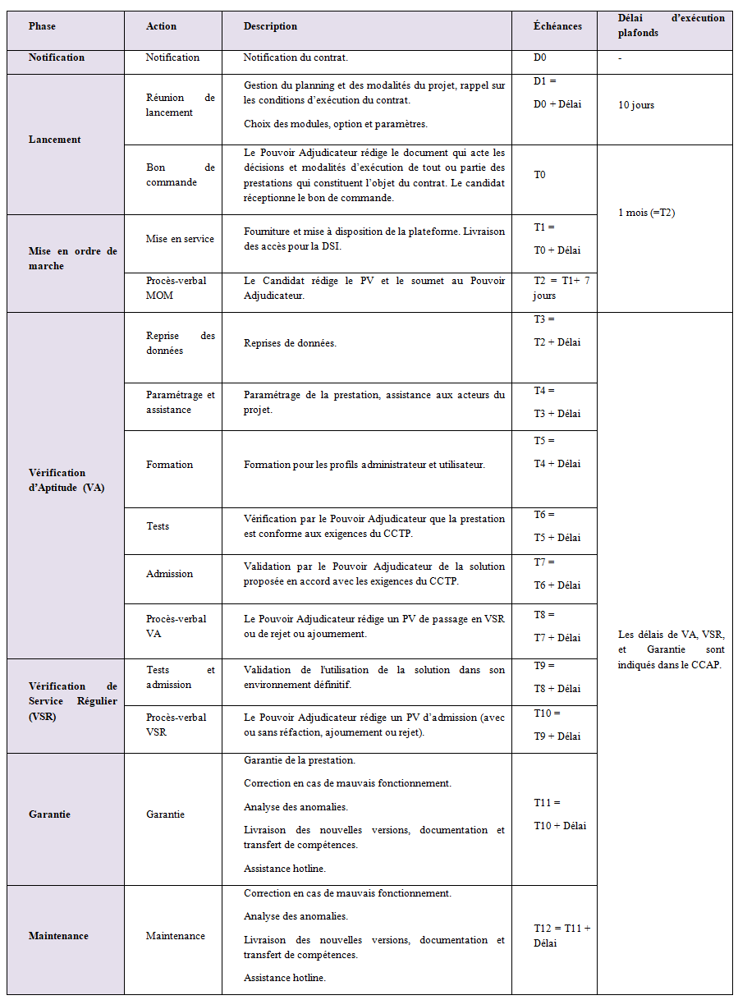 Phase
Action
Description
Échéances
Délai d’exécution
plafonds
Notification
Notification
Notification du contrat.
D0
-
Lancement
Réunion de
lancement
Gestion du planning et des modalités du projet, rappel sur
les conditions d’exécution du contrat.
Choix des modules, option et paramètres.
D1 =
D0 + Délai
10 jours
Bon de
commande
Le Pouvoir Adjudicateur rédige le document qui acte les
décisions et modalités d’exécution de tout ou partie des
prestations qui constituent l’objet du contrat. Le candidat
réceptionne le bon de commande.
T0
1 mois (=T2)
Mise en ordre de
marche
Mise en service
Fourniture et mise à disposition de la plateforme. Livraison
des accès pour la DSI.
T1 =
T0 + Délai
Procès-verbal
MOM
Le Candidat rédige le PV et le soumet au Pouvoir
Adjudicateur.
T2 = T1+ 7
jours
Vérification
d’Aptitude (VA)
Reprise des
données
Reprises de données.
T3 =
T2 + Délai
Paramétrage et
assistance
Paramétrage de la prestation, assistance aux acteurs du
projet.
T4 =
T3 + Délai
Formation
Formation pour les profils administrateur et utilisateur.
T5 =
T4 + Délai
Tests
Vérification par le Pouvoir Adjudicateur que la prestation
est conforme aux exigences du CCTP.
T6 =
T5 + Délai
Admission
Validation par le Pouvoir Adjudicateur de la solution
proposée en accord avec les exigences du CCTP.
T7 =
T6 + Délai
Procès-verbal
VA
Le Pouvoir Adjudicateur rédige un PV de passage en VSR
ou de rejet ou ajournement.
T8 =
T7 + Délai
Les délais de VA, VSR,
et Garantie sont
indiqués dans le CCAP.
Vérification de
Service Régulier
(VSR)
Tests et
admission
Validation de l'utilisation de la solution dans son
environnement définitif.
T9 =
T8 + Délai
Procès-verbal
VSR
Le Pouvoir Adjudicateur rédige un PV d’admission (avec
ou sans réfaction, ajournement ou rejet).
T10 =
T9 + Délai
Garantie
Garantie
Garantie de la prestation.
Correction en cas de mauvais fonctionnement.
Analyse des anomalies.
Livraison des nouvelles versions, documentation et
transfert de compétences.
Assistance hotline.
T11 =
T10 + Délai
Maintenance
Maintenance
Correction en cas de mauvais fonctionnement.
Analyse des anomalies.
Livraison des nouvelles versions, documentation et
transfert de compétences.
Assistance hotline.
T12 = T11 +
Délai